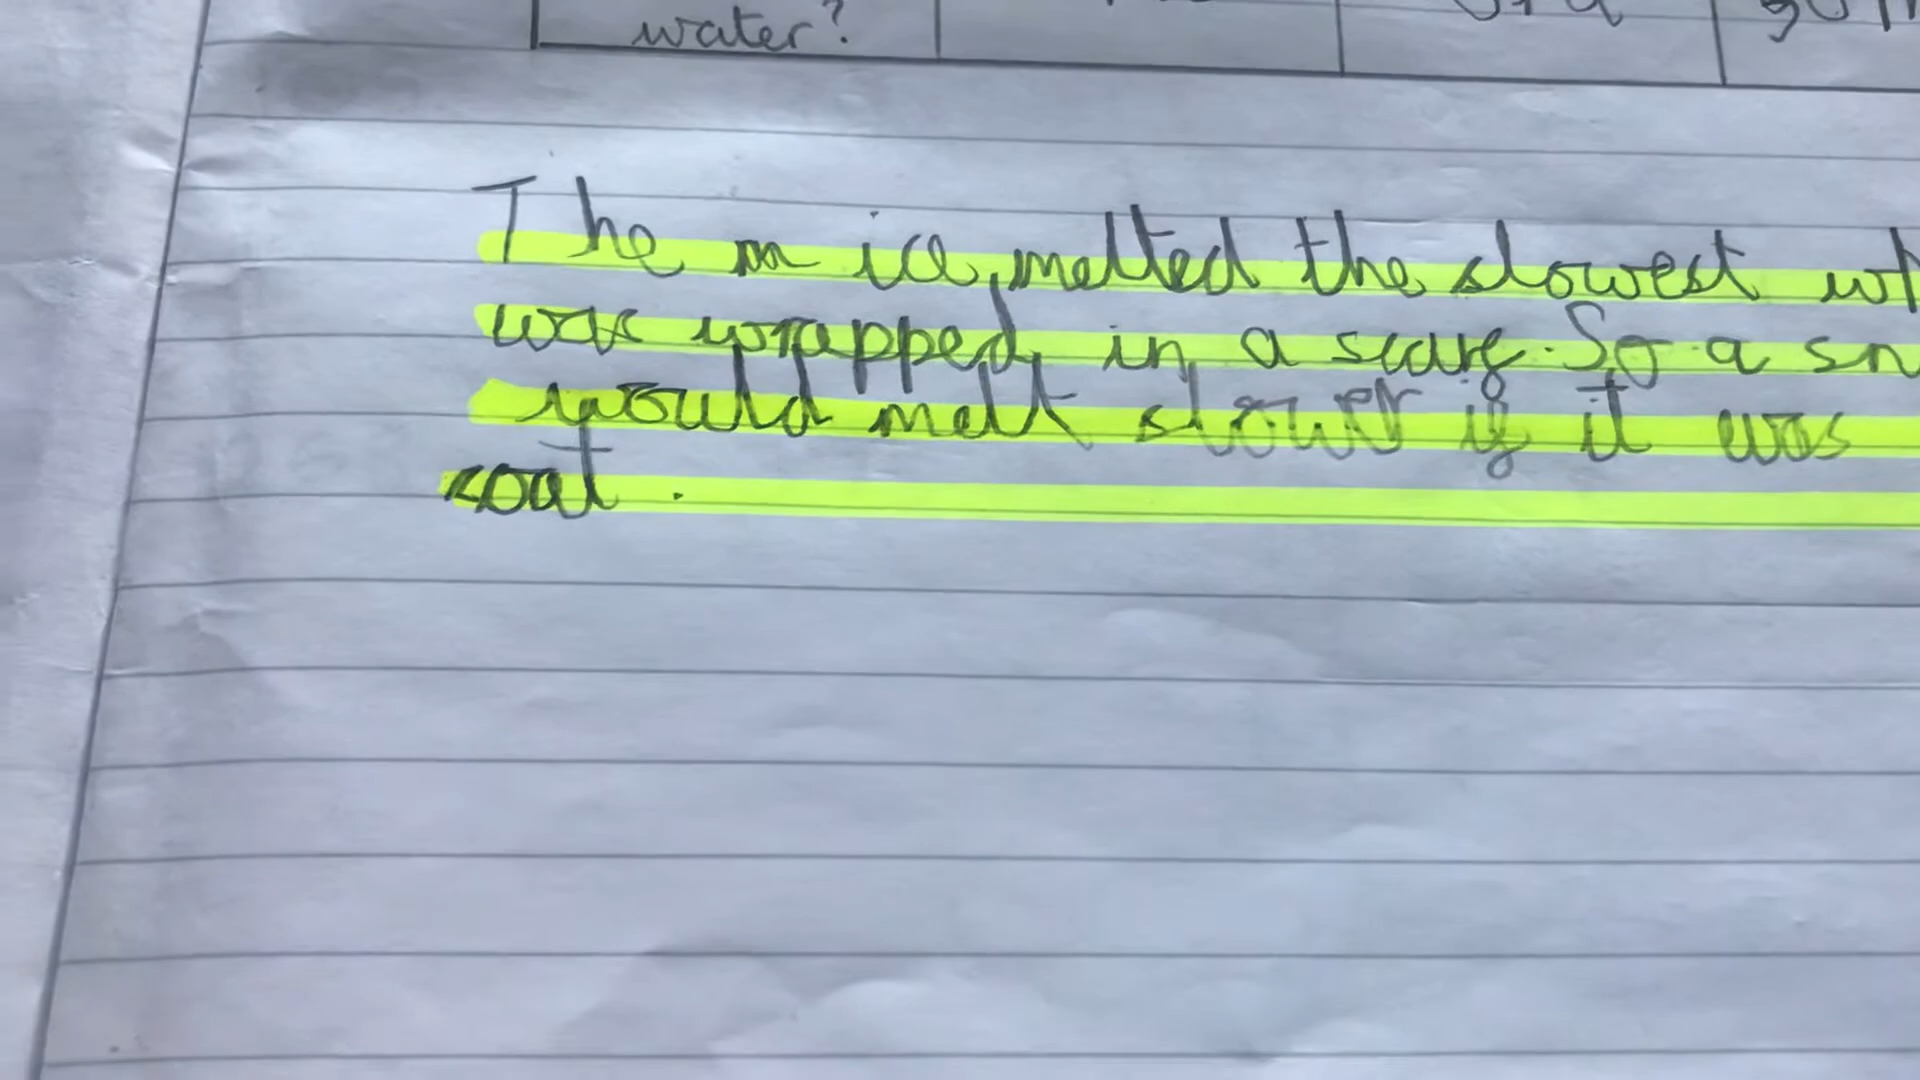 water?
The m ice melted the slowest
was wrapped in a scarf. So a
would melt slower if it was
coat.